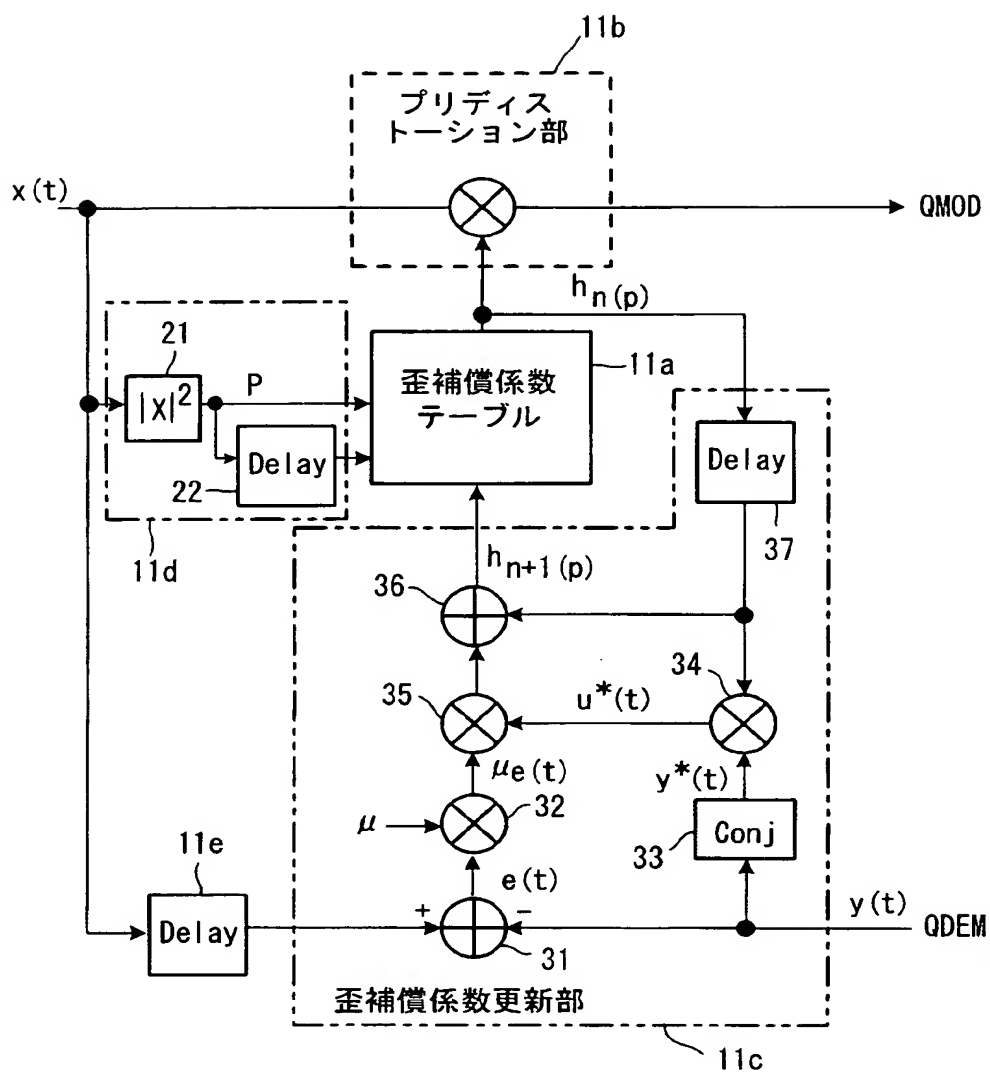 11b
プリディス
トーション部
x(t)
QMOD
hn(p)
21
|x|²
P
歪補償係数
テーブル
11a
Delay
22
Delay
37
11d
hn+1(p)
36
34
35
u*(t)
μe(t)
y*(t)
μ
32
Conj
33
11e
e(t)
Delay
+
−
y(t)
QDEM
31
歪補償係数更新部
11c